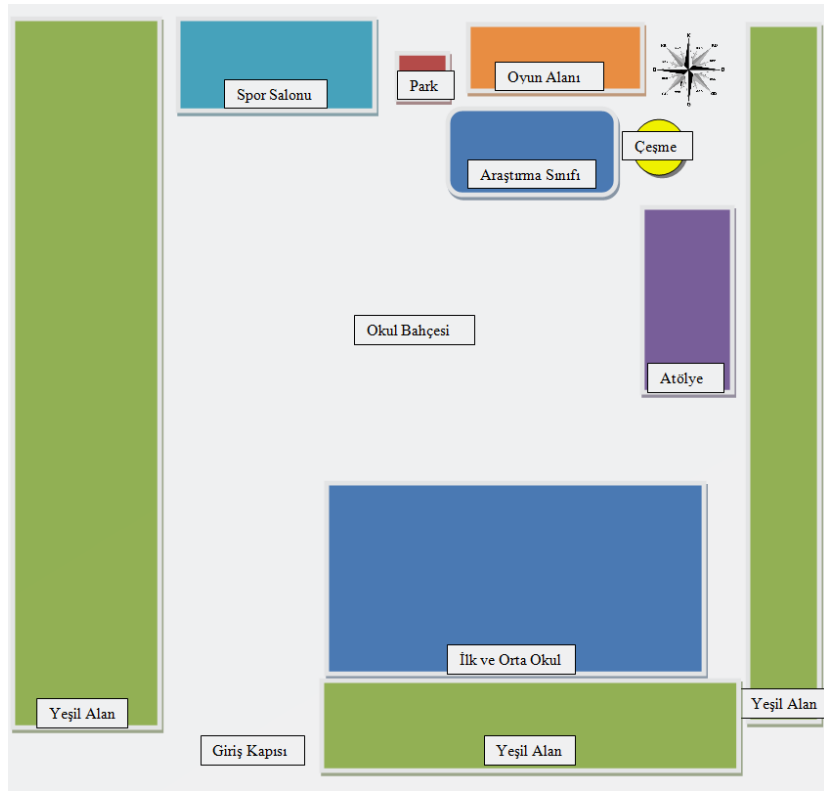 Spor Salonu
Park
Oyun Alanı
Çeşme
Araştırma Sınıfı
Okul Bahçesi
Atölye
İlk ve Orta Okul
Yeşil Alan
Yeşil Alan
Giriş Kapısı
Yeşil Alan